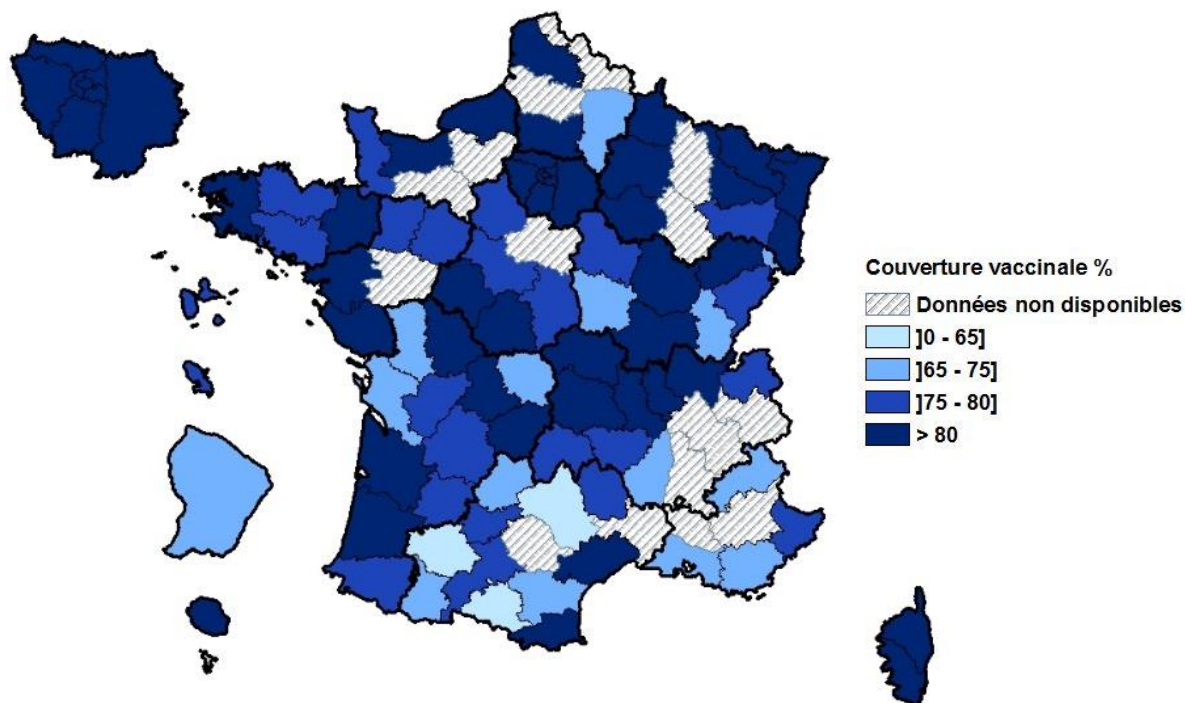 Couverture vaccinale %
Données non disponibles
]0 - 65]
]65 - 75]
]75 - 80]
> 80